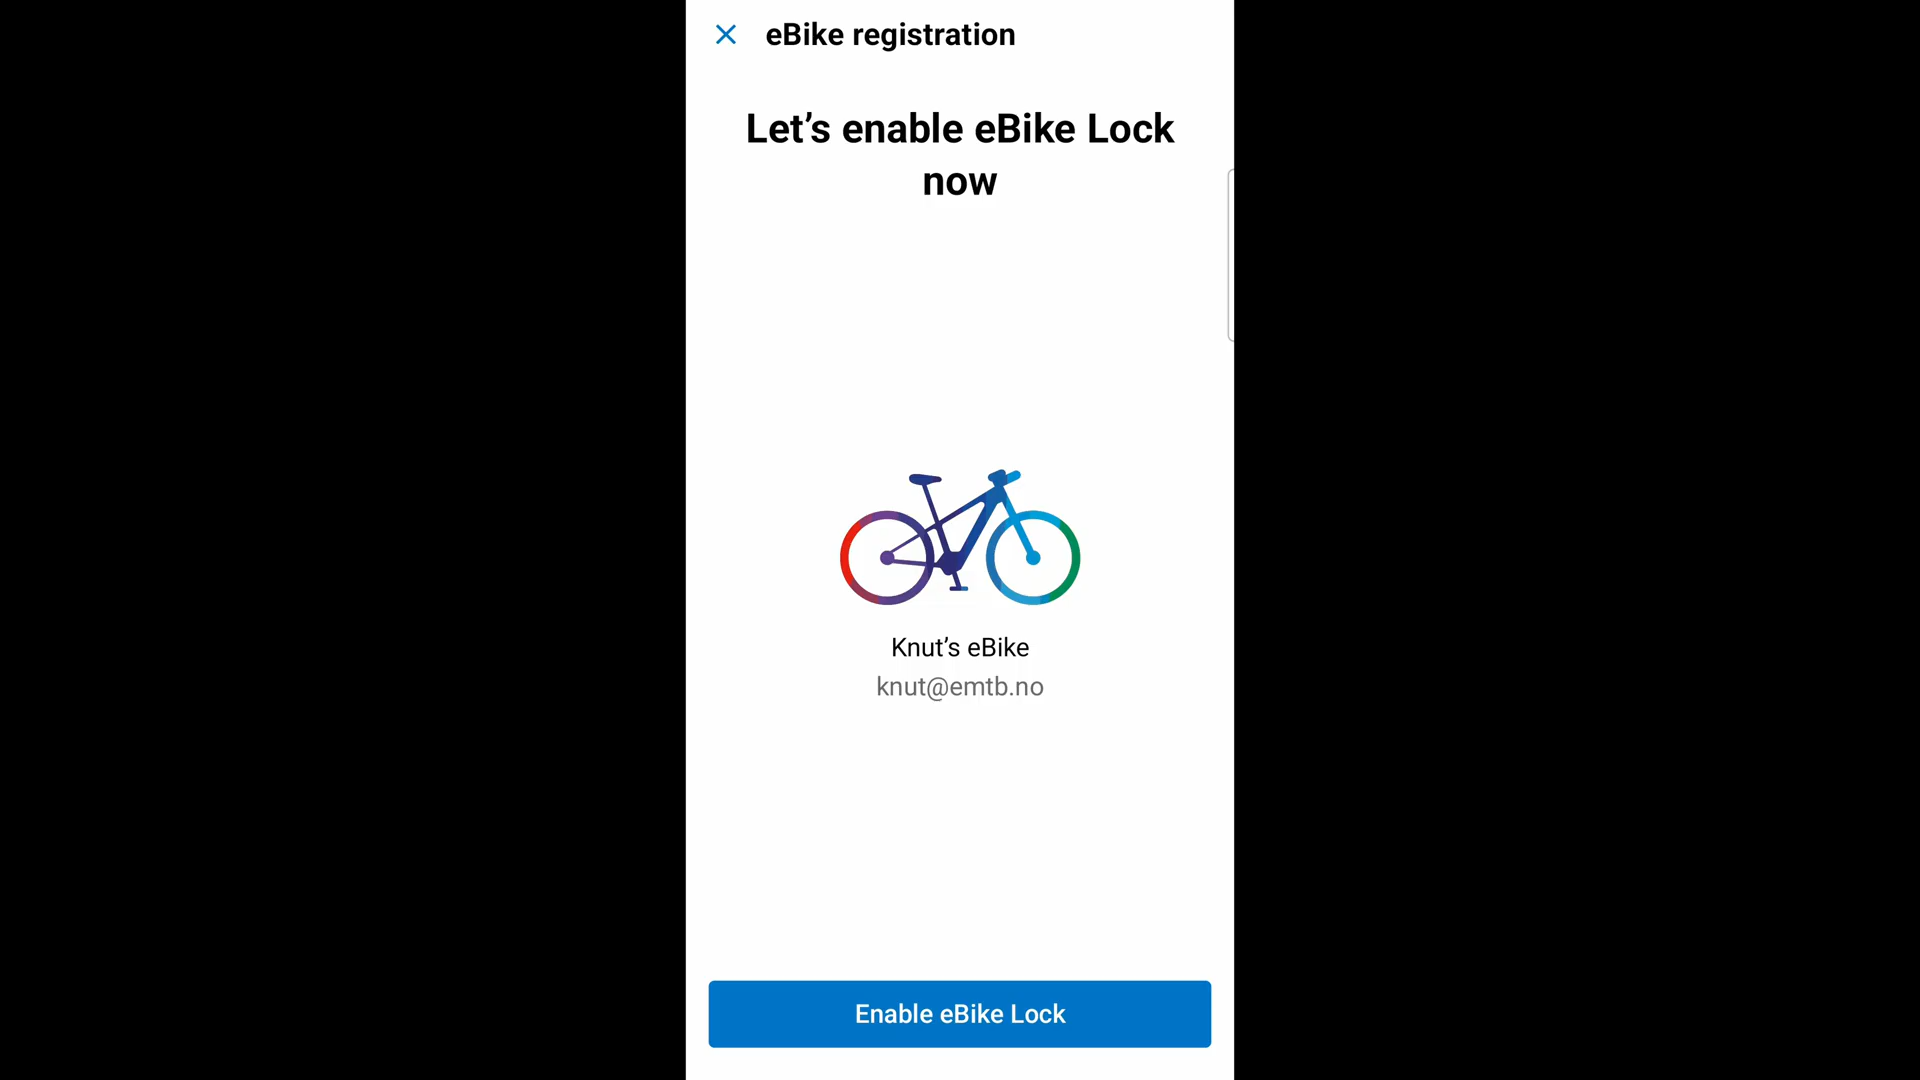 eBike registration
Let’s enable eBike Lock
now
Knut’s eBike
knut@emtb.no
Enable eBike Lock